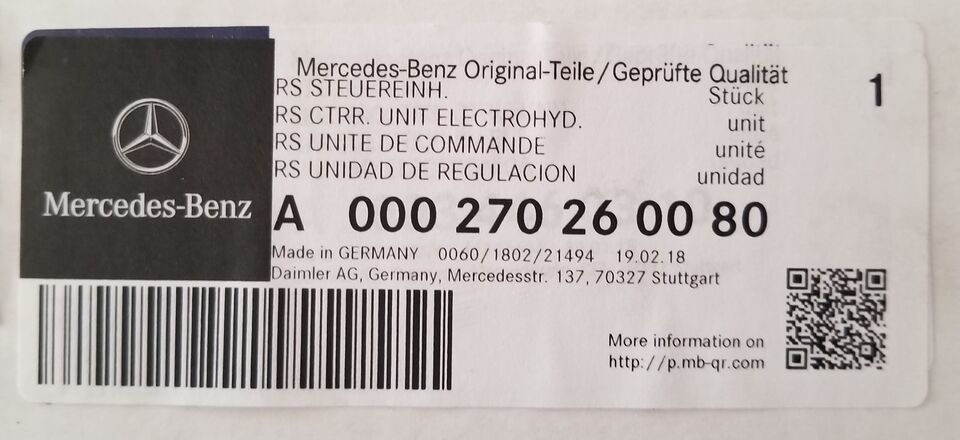 Mercedes-Benz
Mercedes-Benz Original-Teile/Geprüfte Qualität
RS STEUEREINH. Stück 1
RS CTRR. UNIT ELECTROHYD. unit
RS UNITE DE COMMANDE unité
RS UNIDAD DE REGULACION unidad
A 000 270 26 00 80
Made in GERMANY 0060/1802/21494 19.02.18
Daimler AG, Germany, Mercedesstr. 137, 70327 Stuttgart
More information on
http://p.mb-qr.com